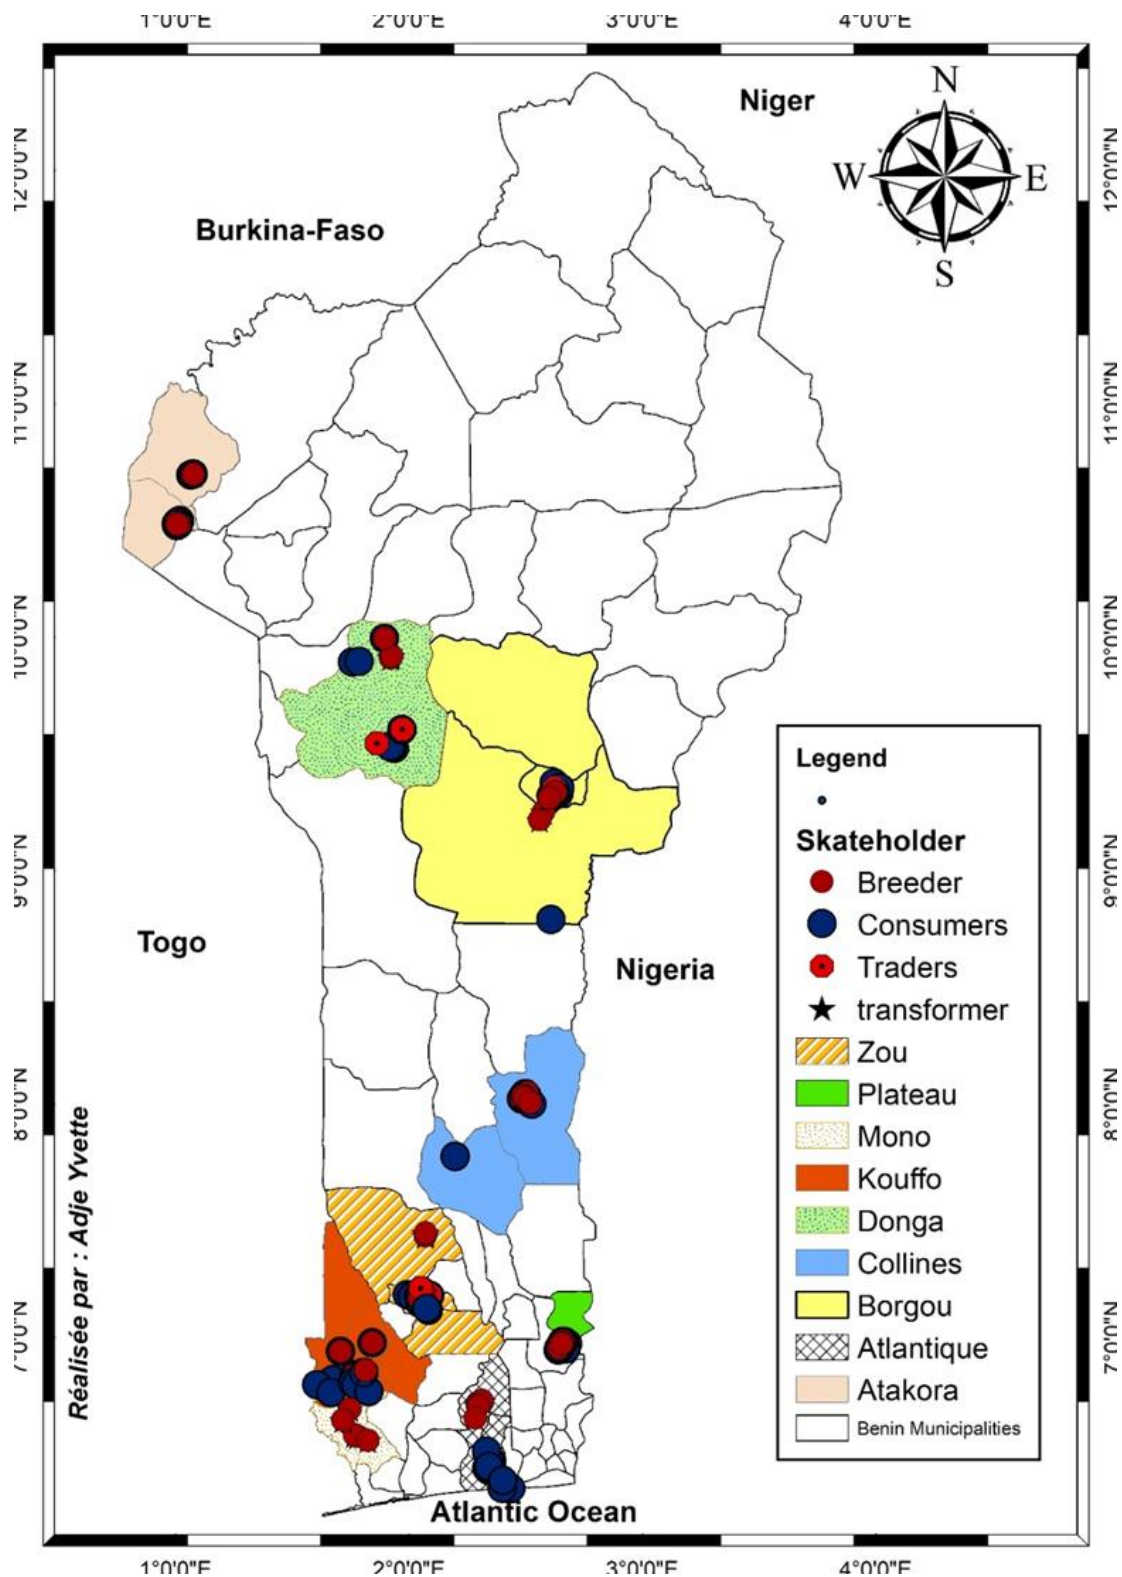 1°0'0"E 2°0'0"E 3°0'0"E 4°0'0"E
N
W E
S
Niger
Burkina-Faso
12°0'0"N 12°0'0"N
11°0'0"N 11°0'0"N
10°0'0"N 10°0'0"N
9°0'0"N 9°0'0"N
8°0'0"N 8°0'0"N
7°0'0"N 7°0'0"N
Togo
Nigeria
Réalisée par : Adje Yvette
Legend
Skateholder
Breeder
Consumers
Traders
transformer
Zou
Plateau
Mono
Kouffo
Donga
Collines
Borgou
Atlantique
Atakora
Benin Municipalities
Atlantic Ocean
1°0'0"E 2°0'0"E 3°0'0"E 4°0'0"E